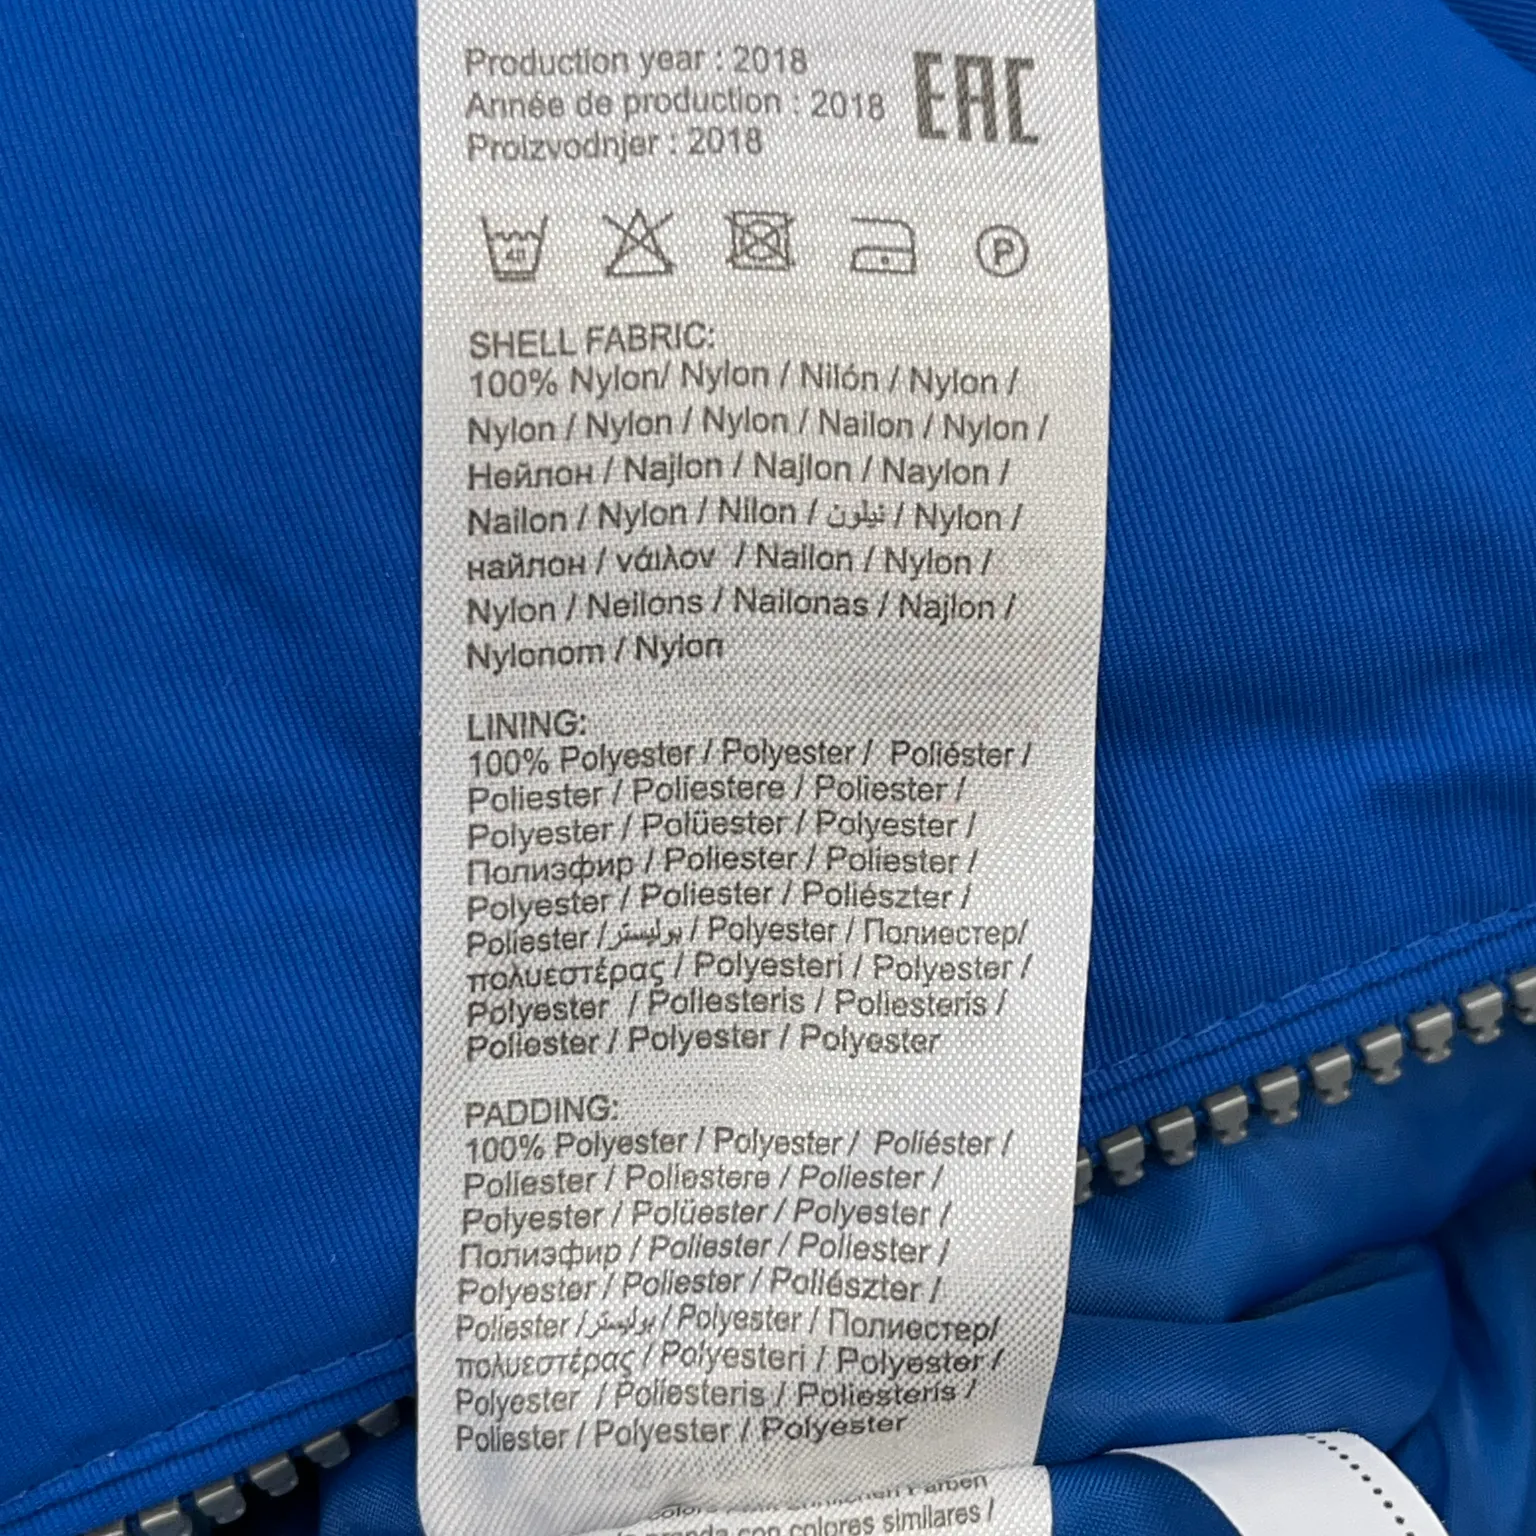 Production year : 2018
Année de production : 2018
Proizvodnjer : 2018
EAC
40
P
SHELL FABRIC:
100% Nylon/ Nylon / Nilón / Nylon /
Nylon / Nylon / Nylon / Nailon / Nylon /
Нейлон / Najlon / Najlon / Naylon /
Nailon / Nylon / Nilon / نيلون / Nylon /
найлон / νάιλον / Nailon / Nylon /
Nylon / Neilons / Nailonas / Najlon /
Nylonom / Nylon
LINING:
100% Polyester / Polyester / Poliéster /
Poliester / Poliestere / Poliester /
Polyester / Polüester / Polyester /
Полиэфир / Poliester / Poliester /
Polyester / Poliester / Poliészter /
Poliester / بوليستر / Polyester / Полиестер/
πολυεστέρας / Polyesteri / Polyester /
Polyester / Poliesteris / Poliesteris /
Poliester / Polyester / Polyester
PADDING:
100% Polyester / Polyester / Poliéster /
Poliester / Poliestere / Poliester /
Polyester / Polüester / Polyester /
Полиэфир / Poliester / Poliester /
Polyester / Poliester / Poliészter /
Poliester / بوليستر / Polyester / Полиестер/
πολυεστέρας / Polyesteri / Polyester /
Polyester / Poliesteris / Poliesteris /
Poliester / Polyester / Polyester
Farben
prenda con colores similares /